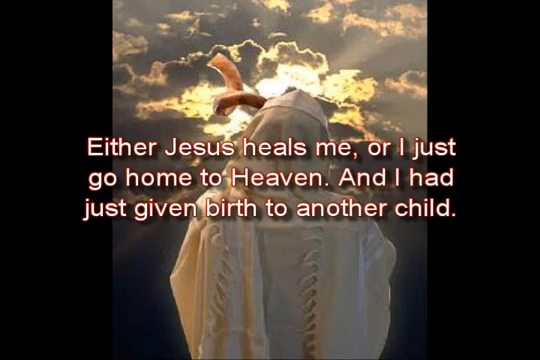 Either Jesus heals me, or I just
go home to Heaven. And I had
just given birth to another child.